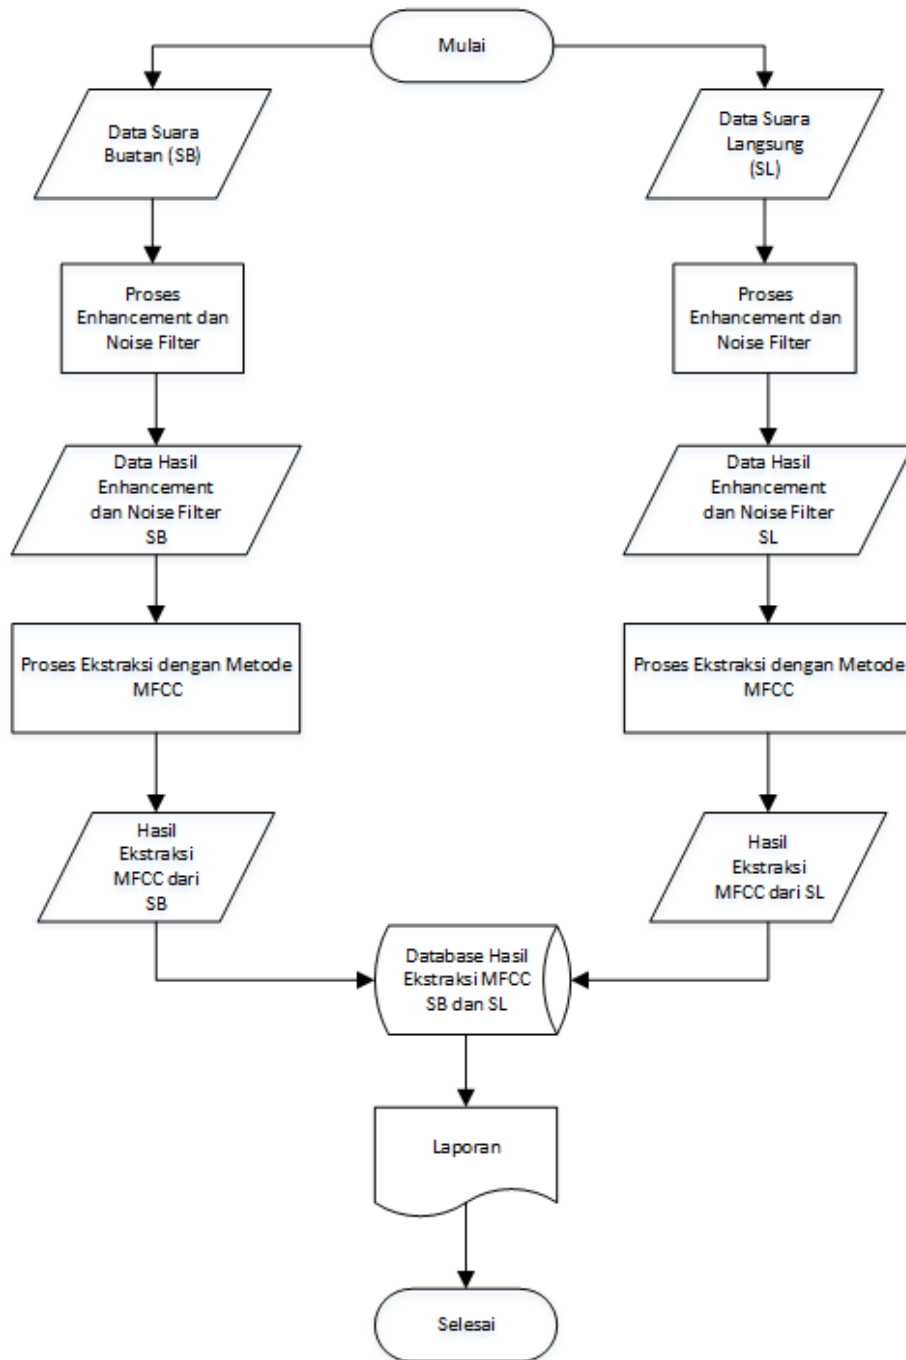 Mulai
Data Suara
Buatan (SB)
Data Suara
Langsung
(SL)
Proses
Enhancement dan
Noise Filter
Proses
Enhancement dan
Noise Filter
Data Hasil
Enhancement
dan Noise Filter
SB
Data Hasil
Enhancement
dan Noise Filter
SL
Proses Ekstraksi dengan Metode
MFCC
Proses Ekstraksi dengan Metode
MFCC
Hasil
Ekstraksi
MFCC dari
SB
Hasil
Ekstraksi
MFCC dari SL
Database Hasil
Ekstraksi MFCC
SB dan SL
Laporan
Selesai